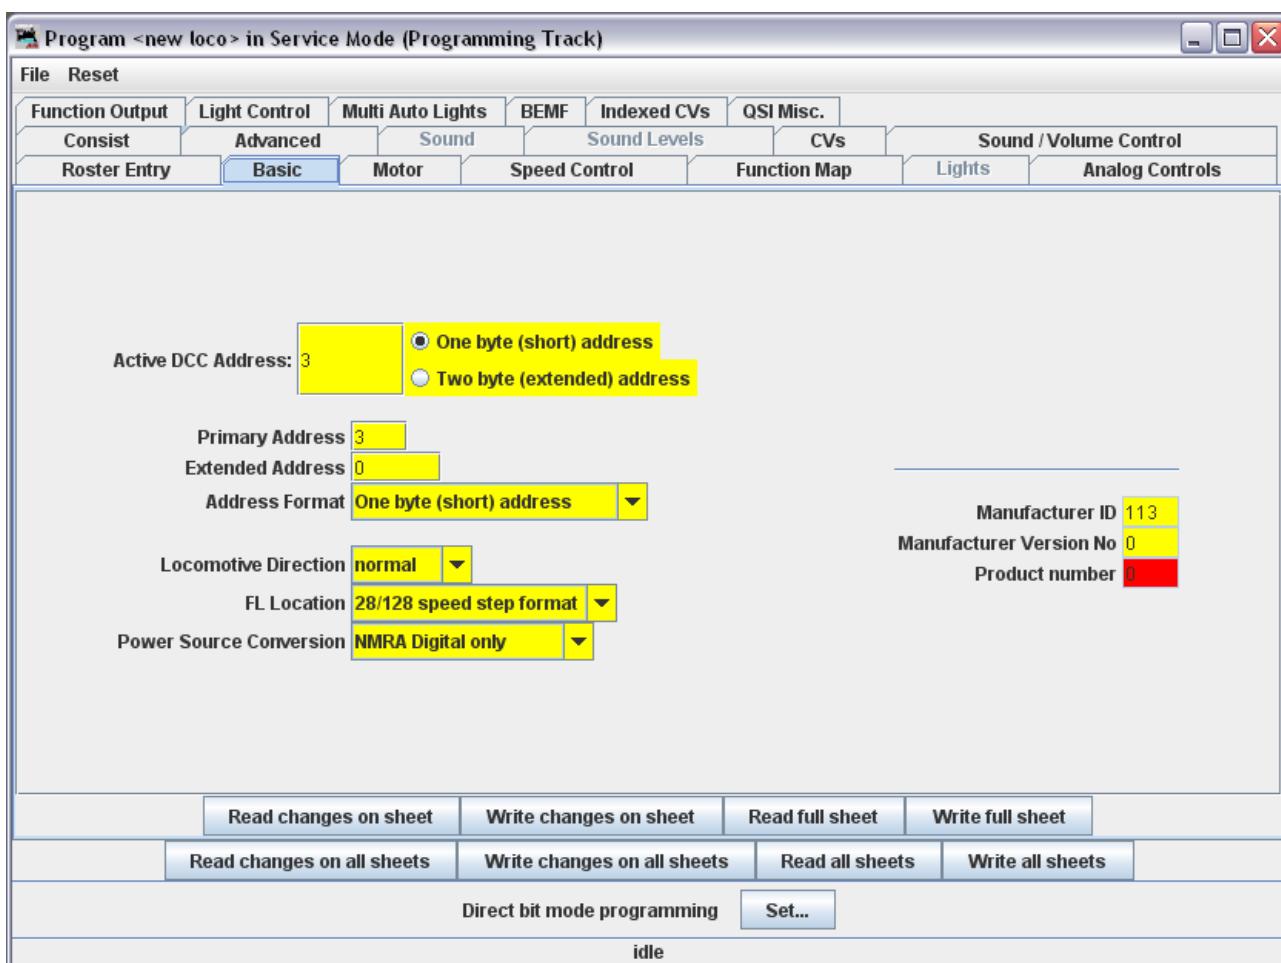 Program <new loco> in Service Mode (Programming Track)
File Reset
Function Output Light Control Multi Auto Lights BEMF Indexed CVs QSI Misc.
Consist Advanced Sound Sound Levels CVs Sound / Volume Control
Roster Entry Basic Motor Speed Control Function Map Lights Analog Controls
One byte (short) address
Active DCC Address: 3
Two byte (extended) address
Primary Address 3
Extended Address 0
Address Format One byte (short) address
Manufacturer ID 113
Manufacturer Version No 0
Product number 0
Locomotive Direction normal
FL Location 28/128 speed step format
Power Source Conversion NMRA Digital only
Read changes on sheet Write changes on sheet Read full sheet Write full sheet
Read changes on all sheets Write changes on all sheets Read all sheets Write all sheets
Direct bit mode programming Set...
idle